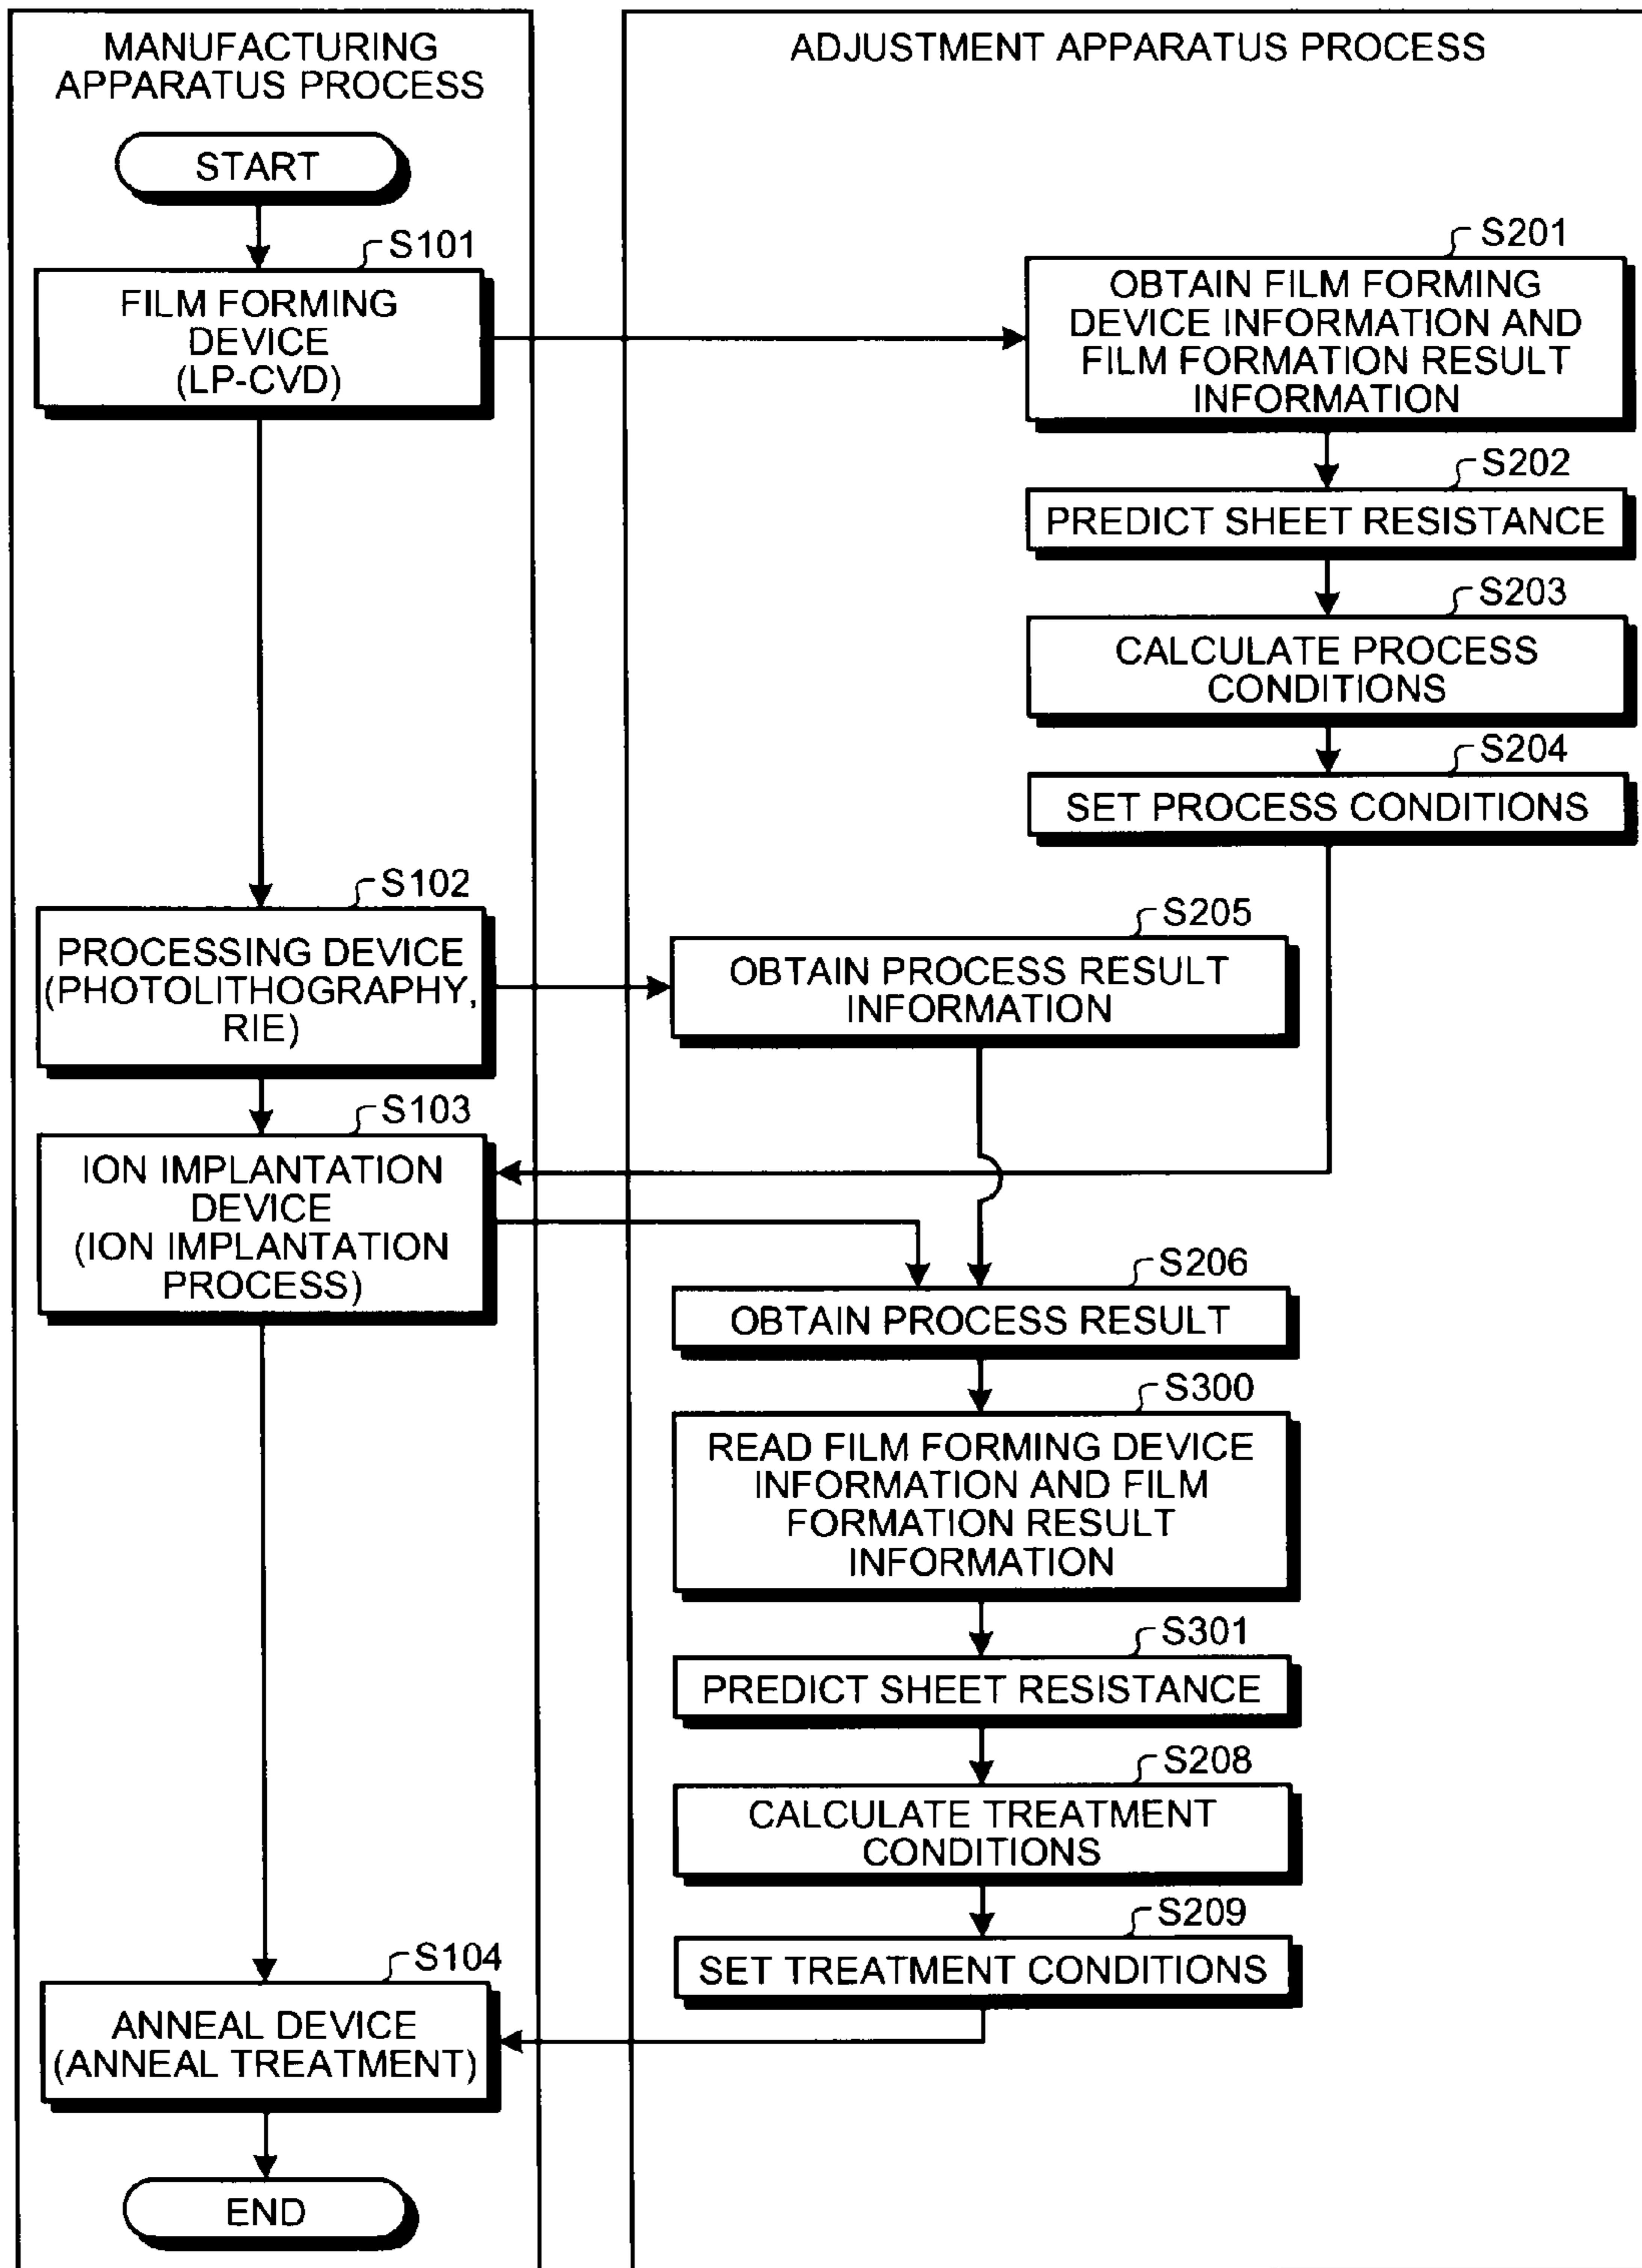 MANUFACTURING
APPARATUS PROCESS
START
S101
FILM FORMING
DEVICE
(LP-CVD)
S102
PROCESSING DEVICE
(PHOTOLITHOGRAPHY,
RIE)
S103
ION IMPLANTATION
DEVICE
(ION IMPLANTATION
PROCESS)
S104
ANNEAL DEVICE
(ANNEAL TREATMENT)
END
ADJUSTMENT APPARATUS PROCESS
S201
OBTAIN FILM FORMING
DEVICE INFORMATION AND
FILM FORMATION RESULT
INFORMATION
S202
PREDICT SHEET RESISTANCE
S203
CALCULATE PROCESS
CONDITIONS
S204
SET PROCESS CONDITIONS
S205
OBTAIN PROCESS RESULT
INFORMATION
S206
OBTAIN PROCESS RESULT
S300
READ FILM FORMING DEVICE
INFORMATION AND FILM
FORMATION RESULT
INFORMATION
S301
PREDICT SHEET RESISTANCE
S208
CALCULATE TREATMENT
CONDITIONS
S209
SET TREATMENT CONDITIONS